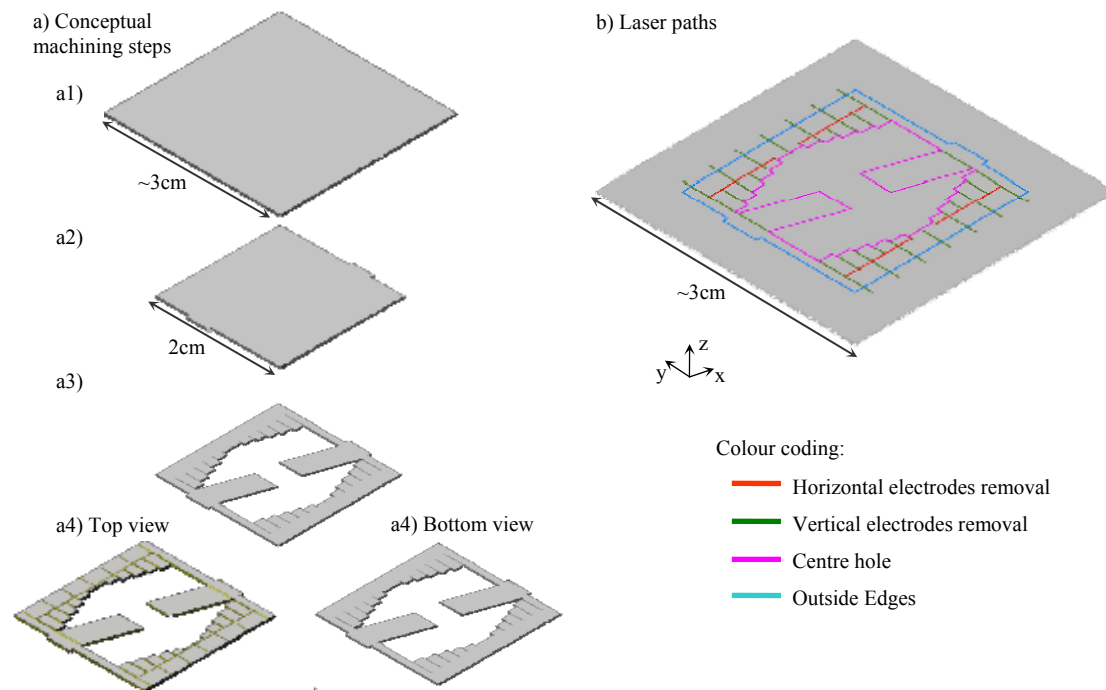 a) Conceptual
machining steps
a1)
~3cm
a2)
2cm
a3)
a4) Top view
a4) Bottom view
b) Laser paths
~3cm
z
y
x
Colour coding:
Horizontal electrodes removal
Vertical electrodes removal
Centre hole
Outside Edges